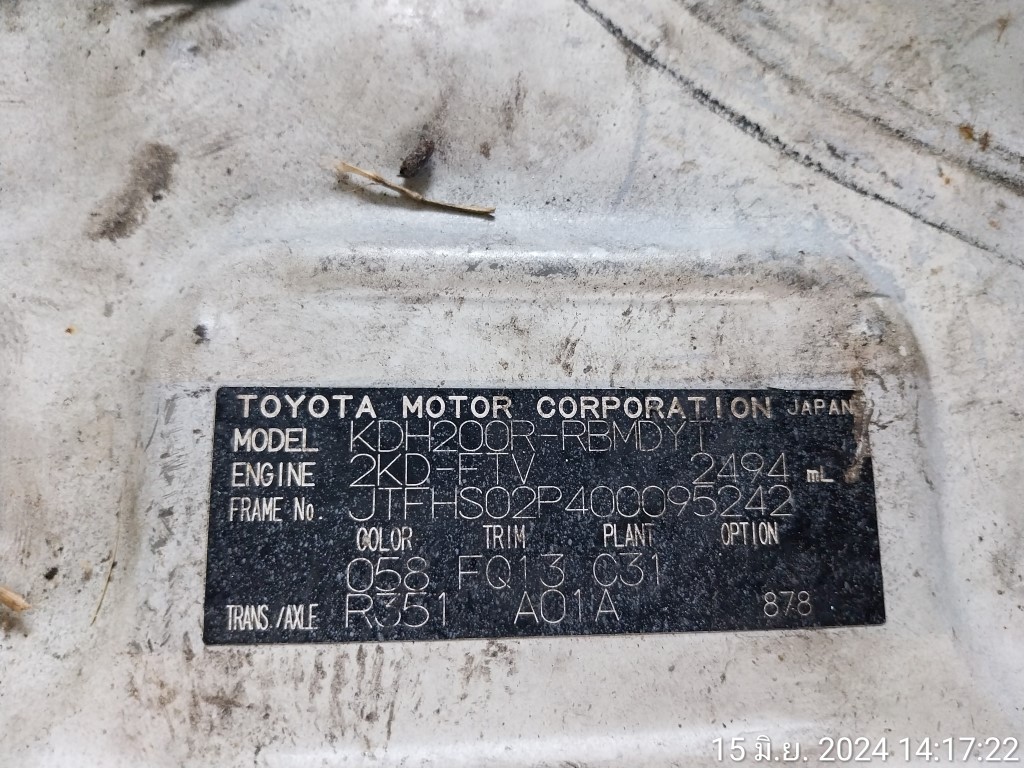 TOYOTA MOTOR CORPORATION JAPAN
MODEL KDH200R-RBMDYT
ENGINE 2KD-FTV 2494 mL
FRAME No. JTFHS02P400095242
COLOR TRIM PLANT OPTION
058 FQ13 C31
TRANS./AXLE R351 A01A 878
15 มิ.ย. 2024 14:17:22